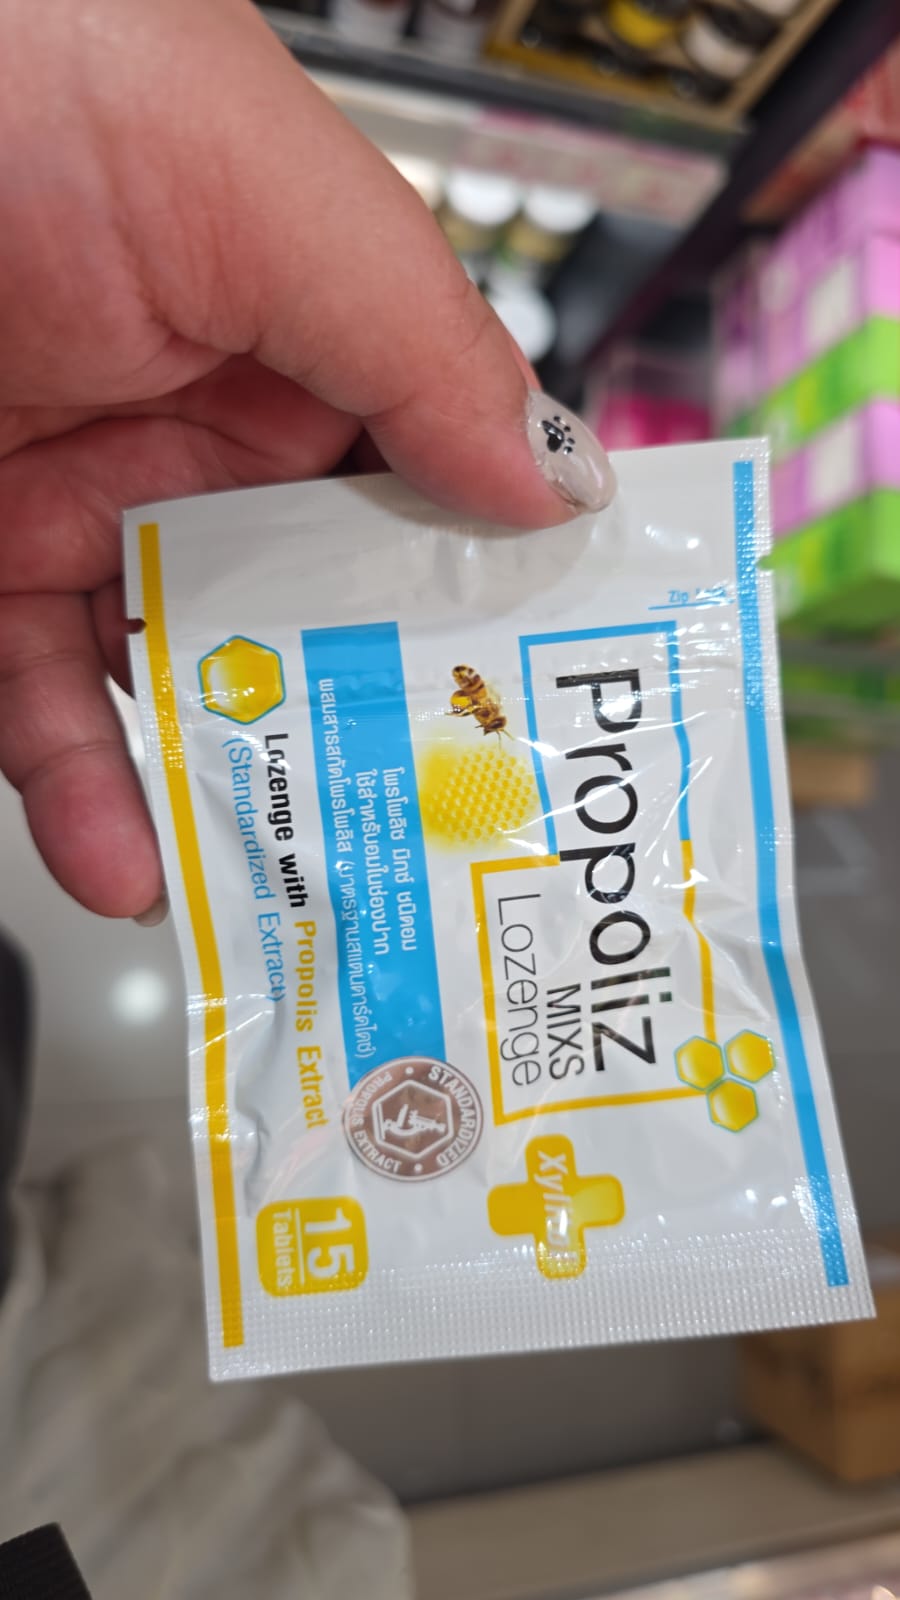 Zip
Propoliz
MIXS
Lozenge
Xylitol
โพรโพลิซ มิกซ์ ชนิดอม
ใช้สำหรับอมในช่องปาก
ผสมสารสกัดโพรโพลิส (มาตรฐานสแตนดาร์ดไดซ์)
STANDARDIZED
PROPOLIS EXTRACT
Lozenge with Propolis Extract
(Standardized Extract)
15
Tablets